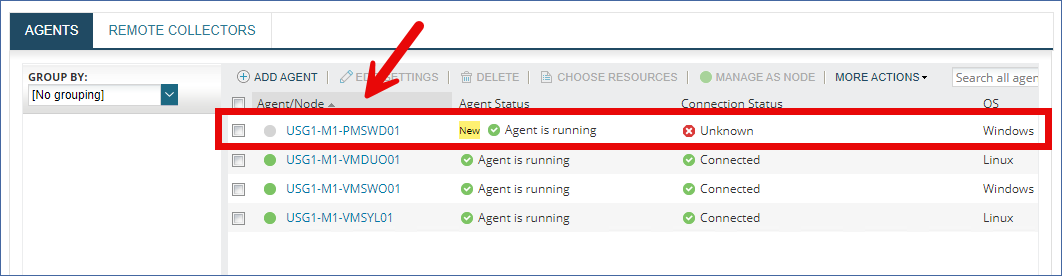 AGENTS REMOTE COLLECTORS
GROUP BY:
[No grouping]
ADD AGENT EDIT SETTINGS DELETE CHOOSE RESOURCES MANAGE AS NODE MORE ACTIONS Search all agen
Agent/Node Agent Status Connection Status OS
USG1-M1-PMSWD01 New Agent is running Unknown Windows
USG1-M1-VMDUO01 Agent is running Connected Linux
USG1-M1-VMSWO01 Agent is running Connected Windows
USG1-M1-VMSYL01 Agent is running Connected Linux